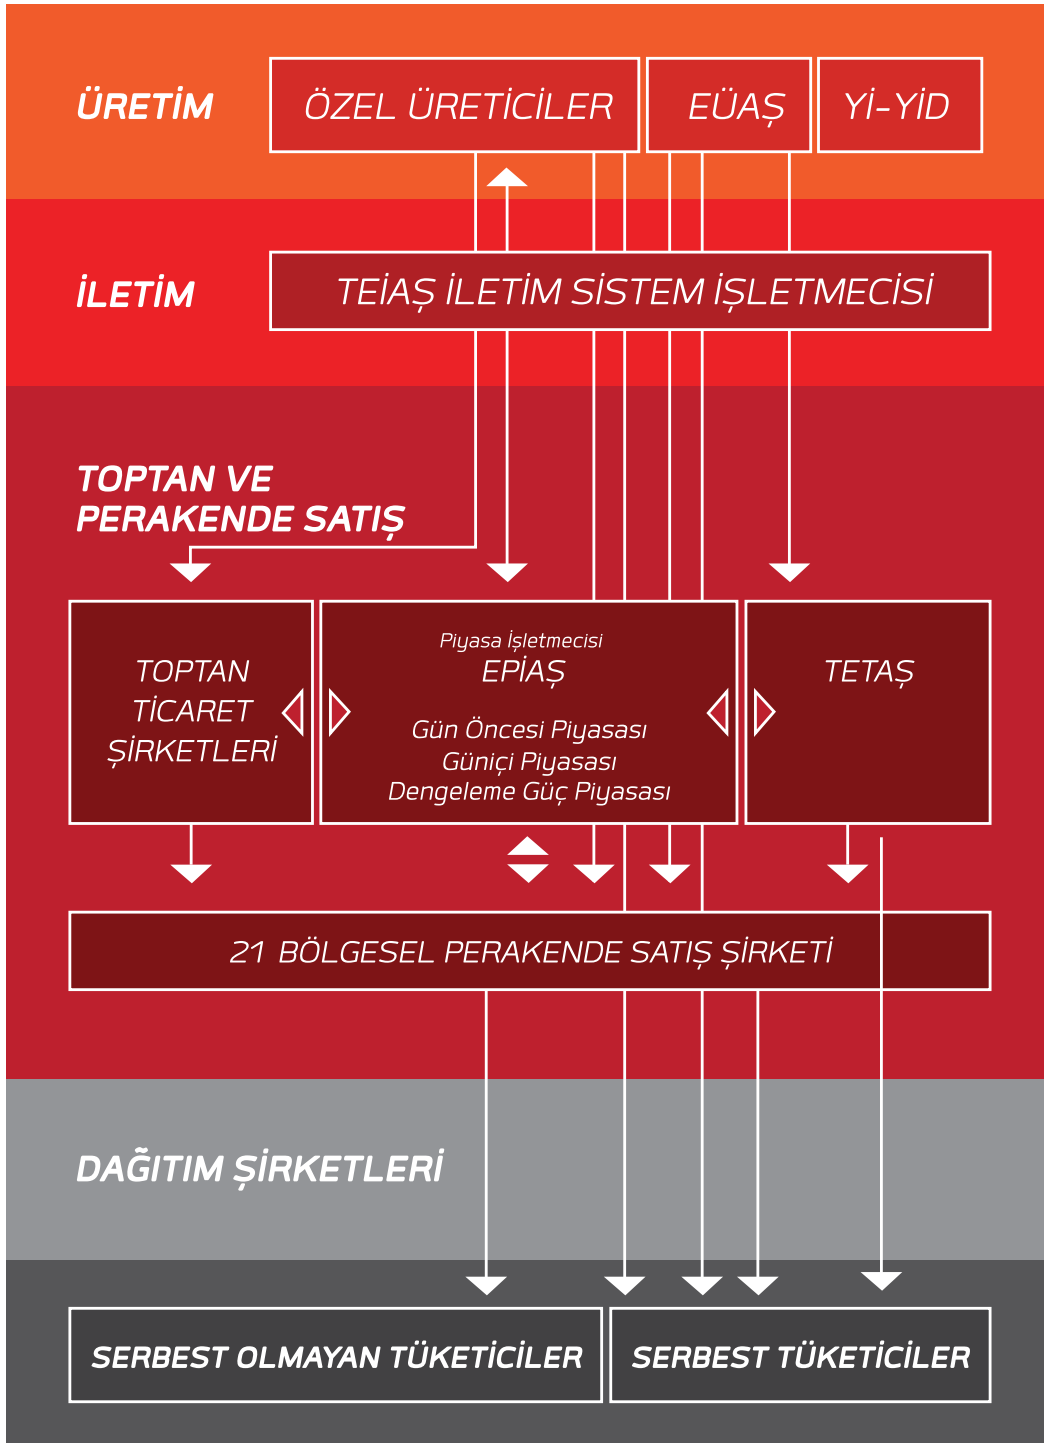 ÜRETİM
ÖZEL ÜRETİCİLER
EÜAŞ
Yİ-YİD
İLETİM
TEİAŞ İLETİM SİSTEM İŞLETMECİSİ
TOPTAN VE
PERAKENDE SATIŞ
TOPTAN
TİCARET
ŞİRKETLERİ
Piyasa İşletmecisi
EPİAŞ
Gün Öncesi Piyasası
Güniçi Piyasası
Dengeleme Güç Piyasası
TETAŞ
21 BÖLGESEL PERAKENDE SATIŞ ŞİRKETİ
DAĞITIM ŞİRKETLERİ
SERBEST OLMAYAN TÜKETİCİLER
SERBEST TÜKETİCİLER